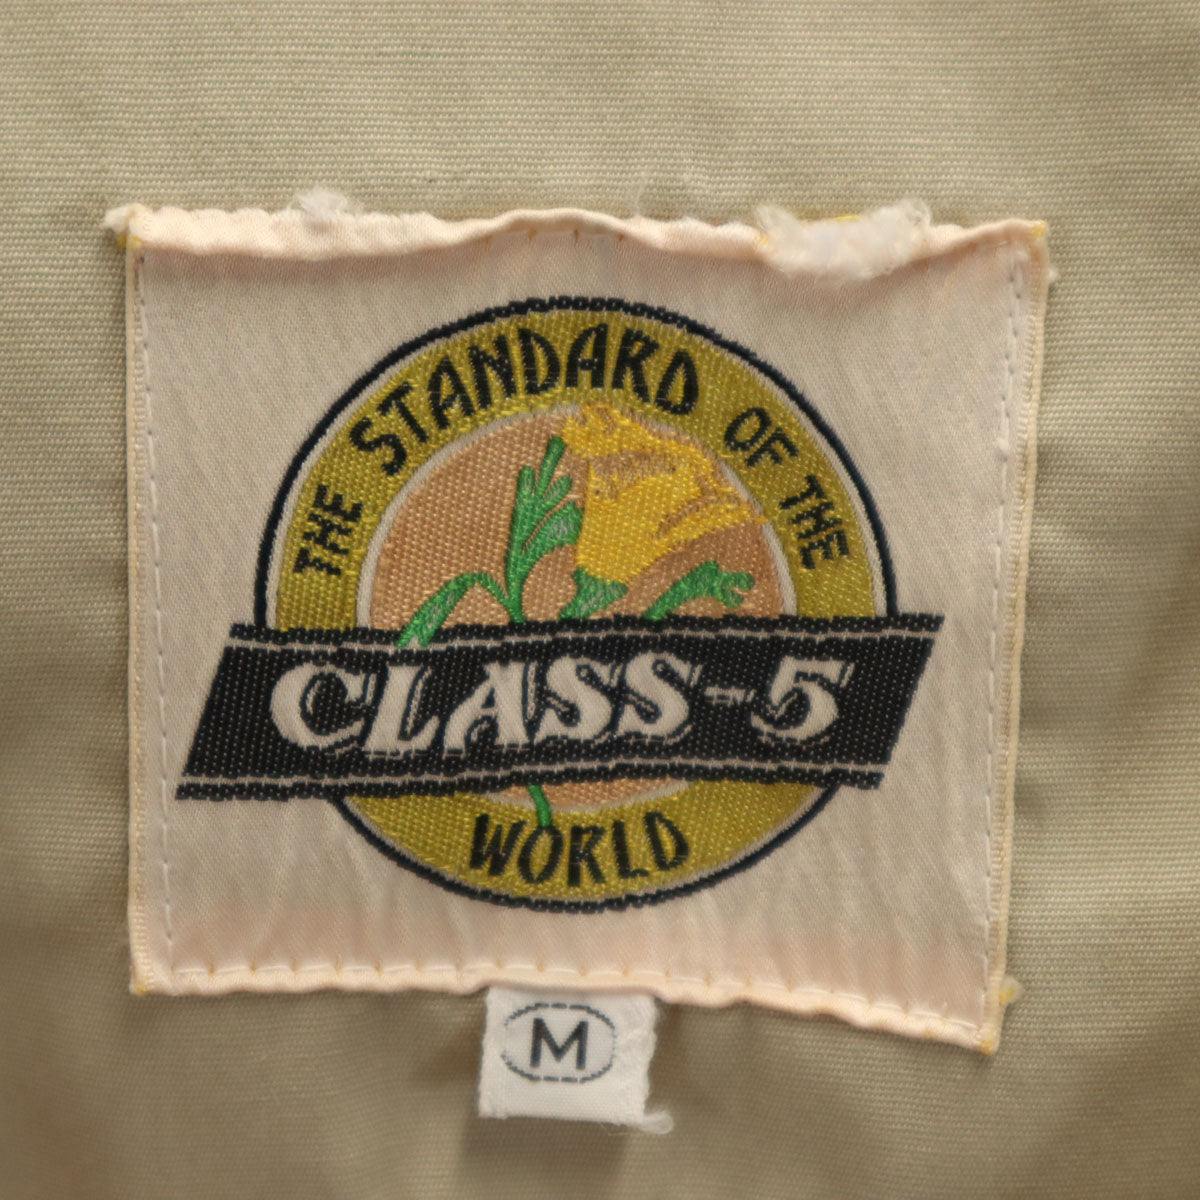 THE STANDARD OF THE
CLASS-5
WORLD
M